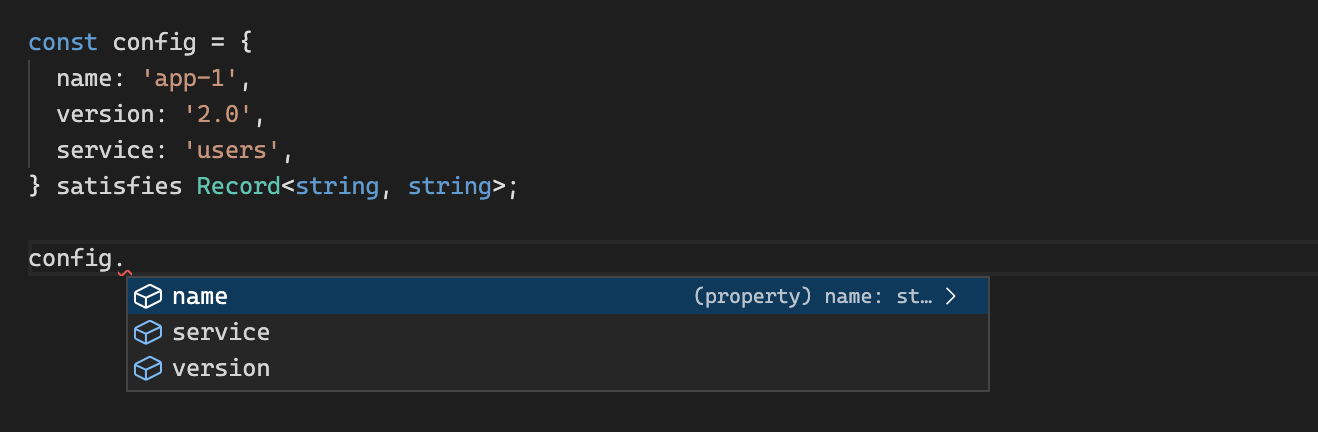 const config = {
  name: 'app-1',
  version: '2.0',
  service: 'users',
} satisfies Record<string, string>;
config.
name (property) name: st…
service
version